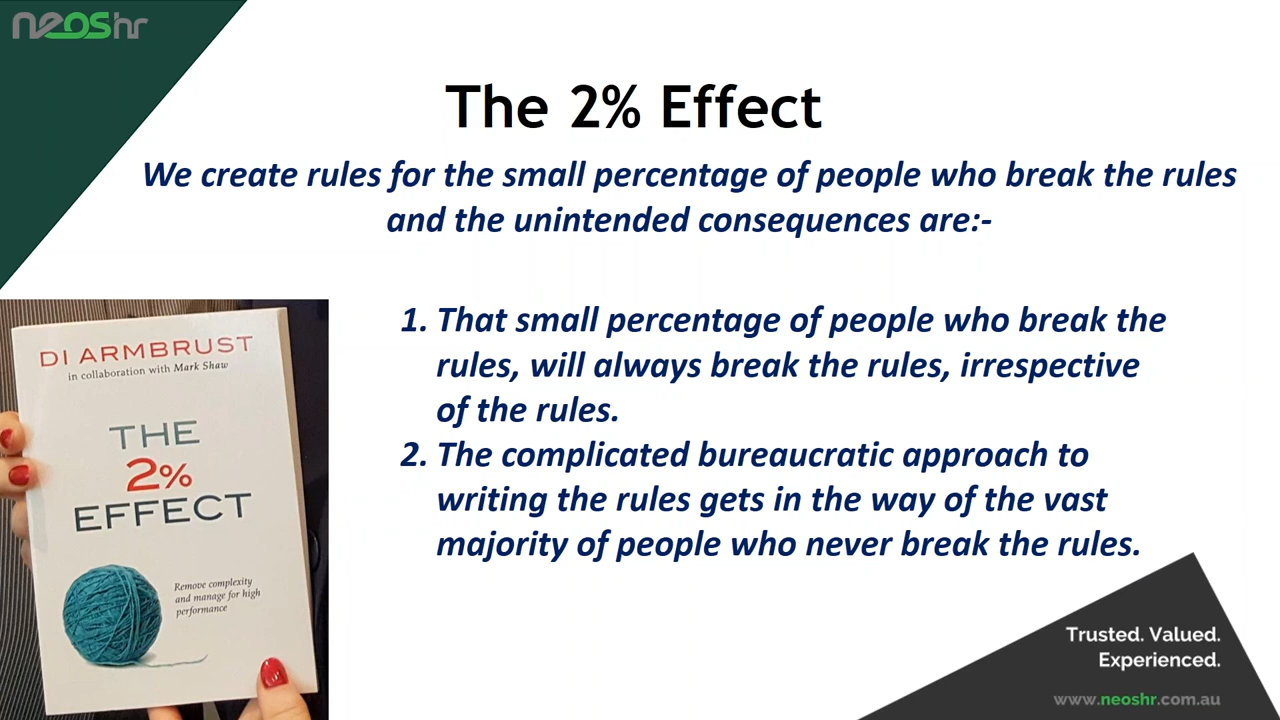 neoshr
The 2% Effect
We create rules for the small percentage of people who break the rules
and the unintended consequences are:-
1. That small percentage of people who break the
rules, will always break the rules, irrespective
of the rules.
2. The complicated bureaucratic approach to
writing the rules gets in the way of the vast
majority of people who never break the rules.
DI ARMBRUST
in collaboration with Mark Shaw
THE
2%
EFFECT
Remove complexity
and manage for high
performance
Trusted. Valued.
Experienced.
www.neoshr.com.au